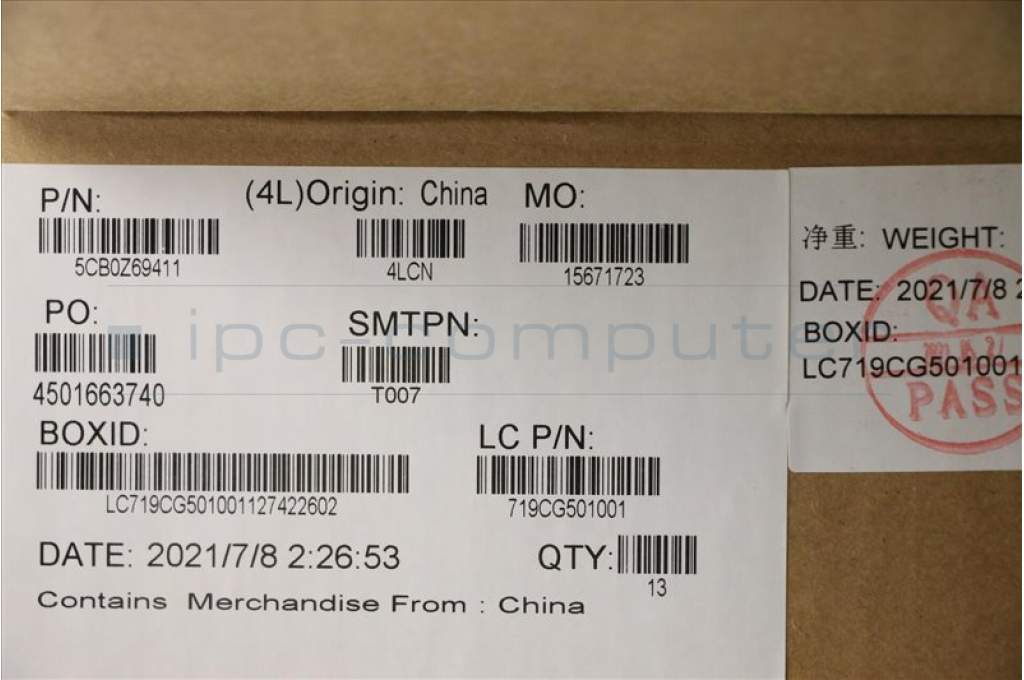 P/N:
(4L)Origin: China
MO:
5CB0Z69411
4LCN
15671723
PO:
SMTPN:
4501663740
T007
BOXID:
LC P/N:
LC719CG501001127422602
719CG501001
DATE: 2021/7/8 2:26:53
QTY:
13
Contains Merchandise From : China
净重: WEIGHT:
DATE: 2021/7/8 2
BOXID:
LC719CG501001
QA
PASS
ipc-compute